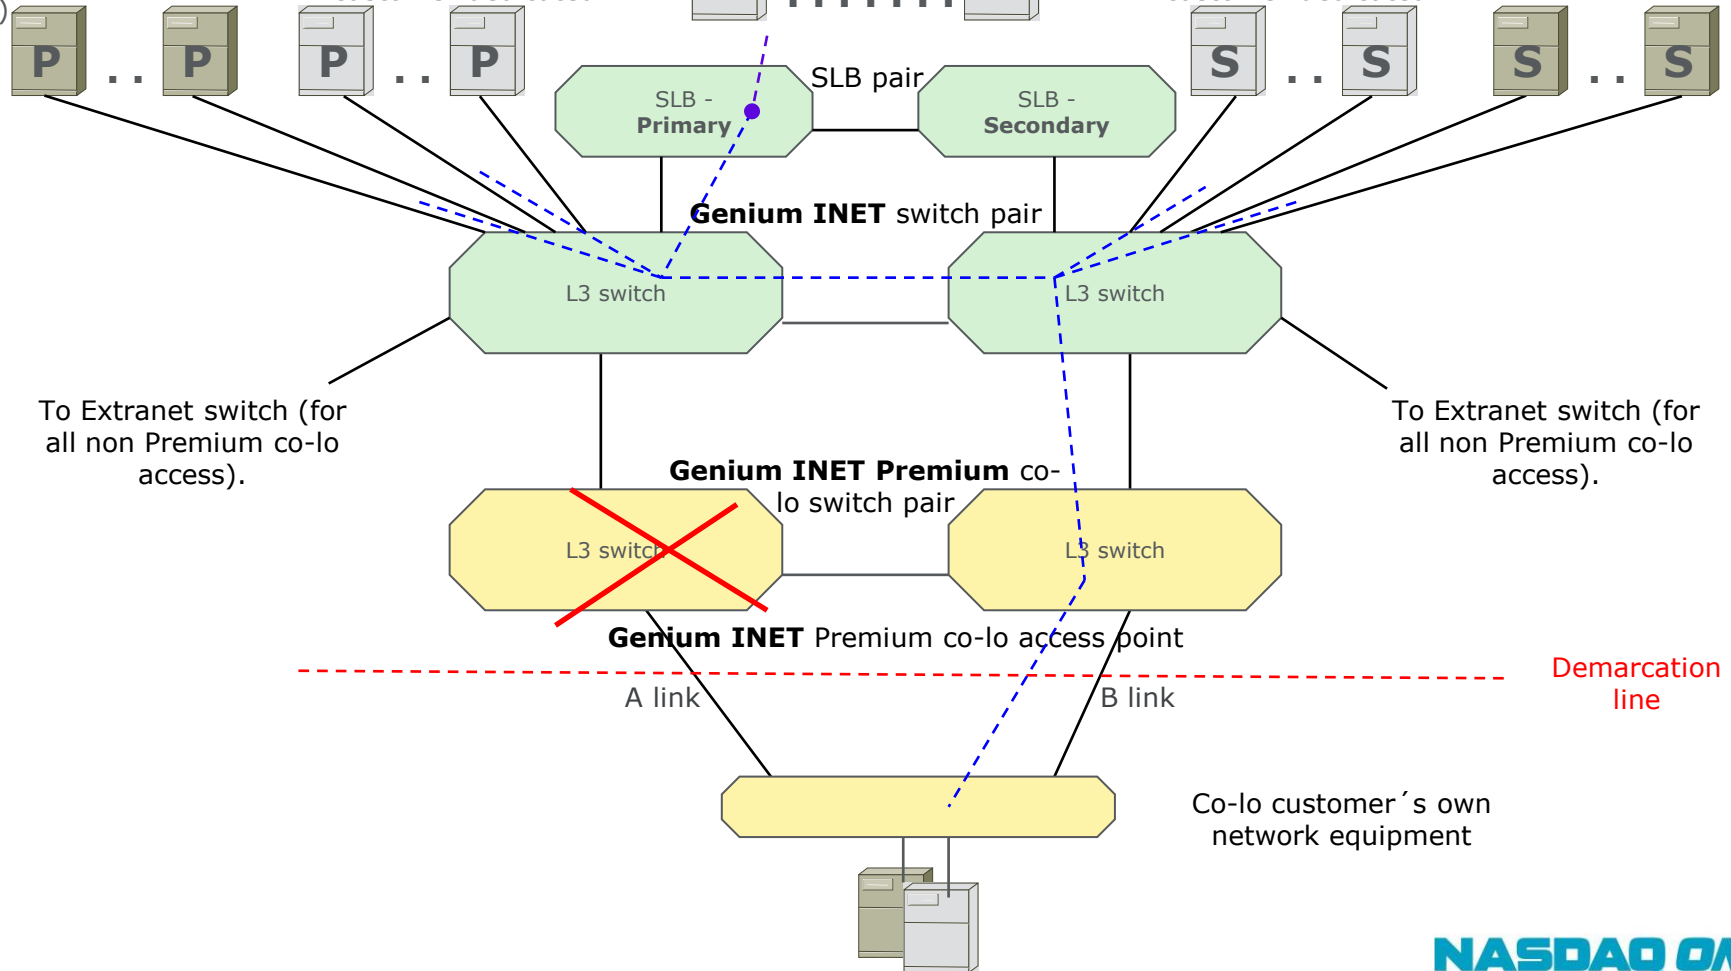 )
P . . P P . . P
S . . S S . . S
SLB pair
SLB -
Primary
SLB -
Secondary
Genium INET switch pair
L3 switch
L3 switch
To Extranet switch (for
all non Premium co-lo
access).
To Extranet switch (for
all non Premium co-lo
access).
Genium INET Premium co-
lo switch pair
L3 switch
L3 switch
Genium INET Premium co-lo access point
Demarcation
line
A link
B link
Co-lo customer´s own
network equipment
NASDAQ OM